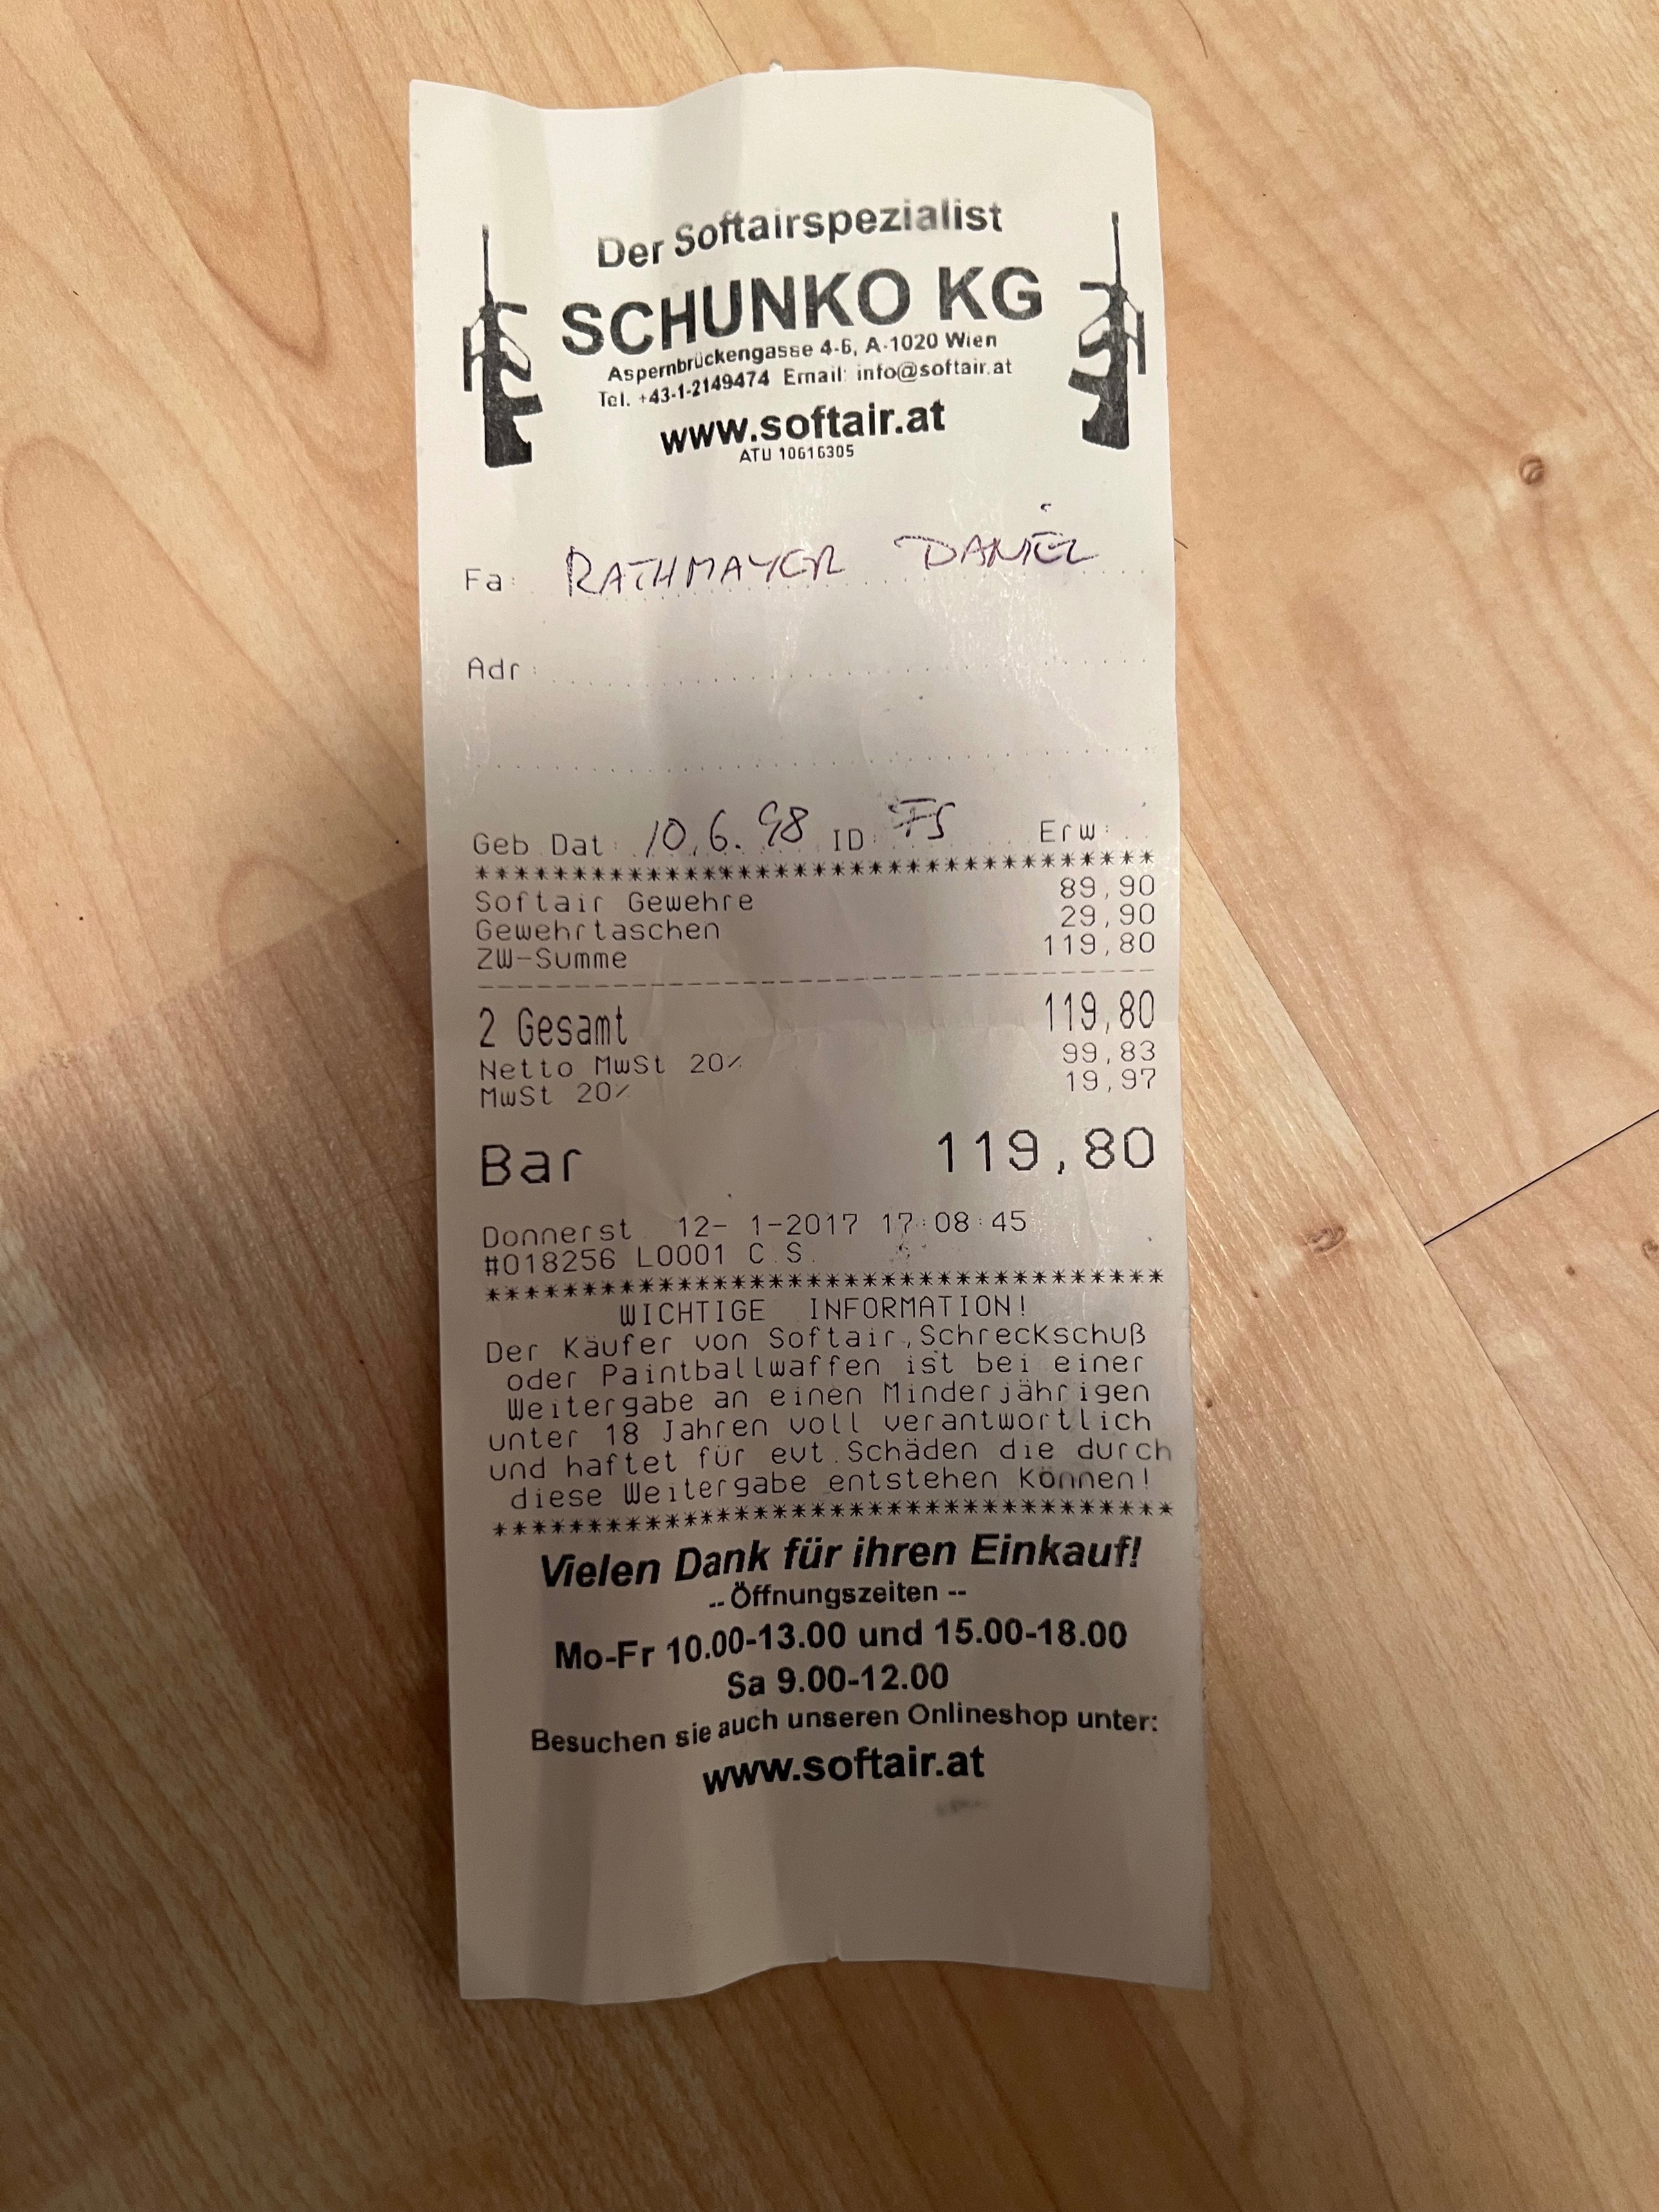 Der Softairspezialist
SCHUNKO KG
Aspernbrückengasse 4-6, A-1020 Wien
Tel. +43-1-2149474 Email: info@softair.at
www.softair.at
ATU 10616305
Fa: RATHMAYER DANIEL
Adr:
Geb Dat: 10.6.98 ID: FS Erw:
************************************
Softair Gewehre 89,90
Gewehrtaschen 29,90
ZW-Summe 119,80
2 Gesamt 119,80
Netto MwSt 20% 99,83
MwSt 20% 19,97
Bar 119,80
Donnerst 12- 1-2017 17:08:45
#018256 L0001 C.S.
************************************
WICHTIGE INFORMATION!
Der Käufer von Softair,Schreckschuß
oder Paintballwaffen ist bei einer
Weitergabe an einen Minderjährigen
unter 18 Jahren voll verantwortlich
und haftet für evt.Schäden die durch
diese Weitergabe entstehen Können!
************************************
Vielen Dank für ihren Einkauf!
-- Öffnungszeiten --
Mo-Fr 10.00-13.00 und 15.00-18.00
Sa 9.00-12.00
Besuchen sie auch unseren Onlineshop unter:
www.softair.at